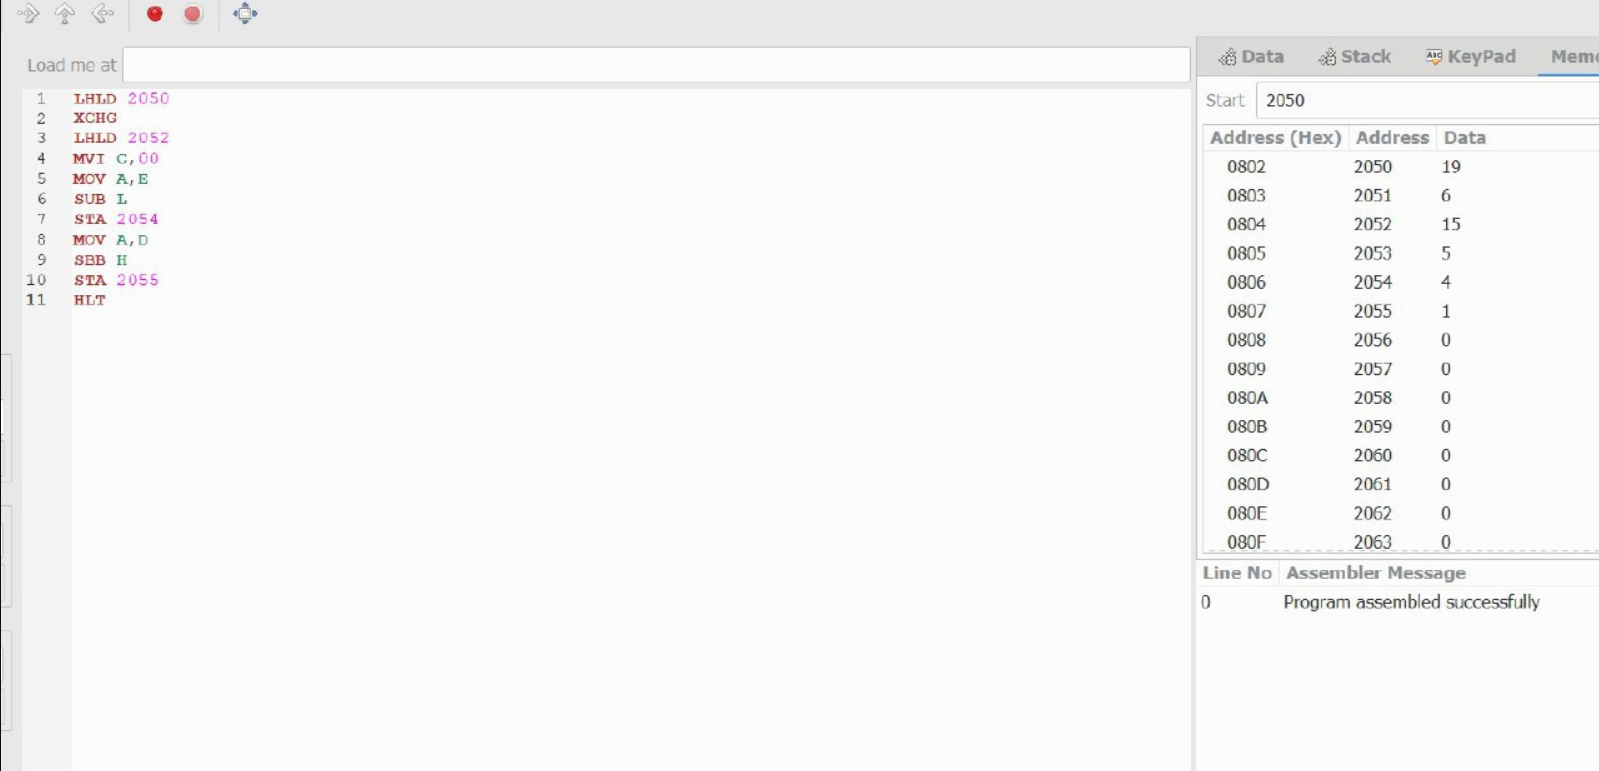 Load me at
1 LHLD 2050
2 XCHG
3 LHLD 2052
4 MVI C,00
5 MOV A,E
6 SUB L
7 STA 2054
8 MOV A,D
9 SBB H
10 STA 2055
11 HLT
Data Stack KeyPad Memo
Start 2050
Address (Hex) Address Data
0802 2050 19
0803 2051 6
0804 2052 15
0805 2053 5
0806 2054 4
0807 2055 1
0808 2056 0
0809 2057 0
080A 2058 0
080B 2059 0
080C 2060 0
080D 2061 0
080E 2062 0
080F 2063 0
Line No Assembler Message
0 Program assembled successfully